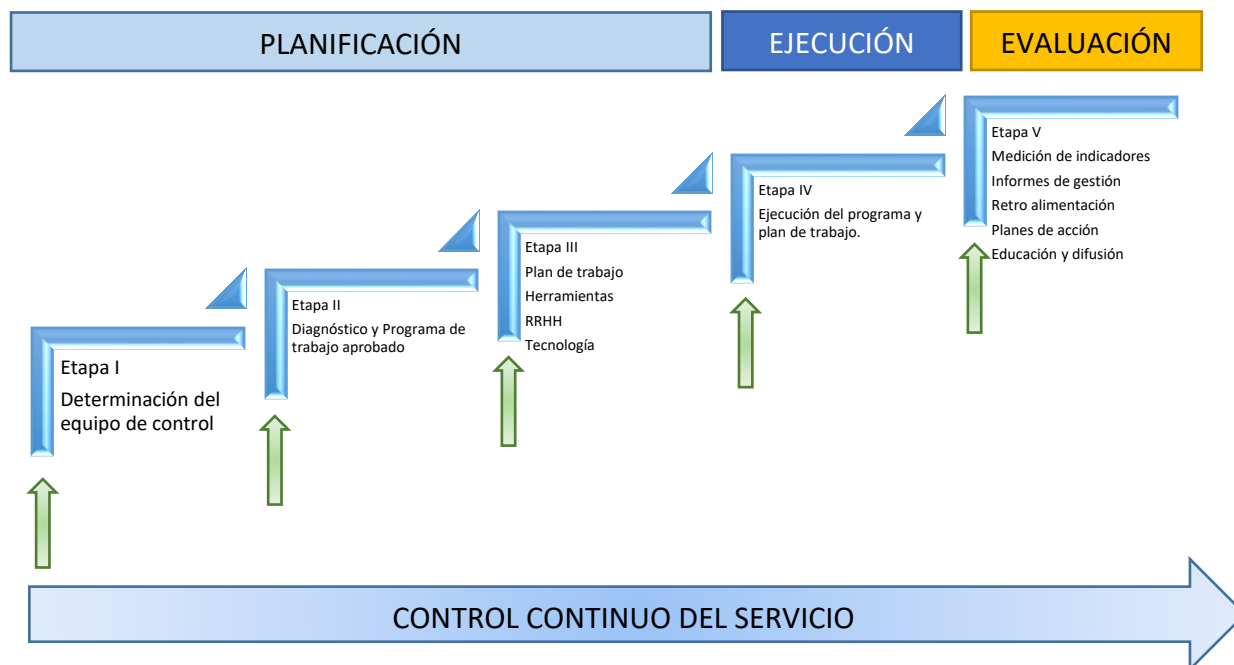 PLANIFICACIÓN
EJECUCIÓN
EVALUACIÓN
Etapa I
Determinación del
equipo de control
Etapa II
Diagnóstico y Programa de
trabajo aprobado
Etapa III
Plan de trabajo
Herramientas
RRHH
Tecnología
Etapa IV
Ejecución del programa y
plan de trabajo.
Etapa V
Medición de indicadores
Informes de gestión
Retro alimentación
Planes de acción
Educación y difusión
CONTROL CONTINUO DEL SERVICIO